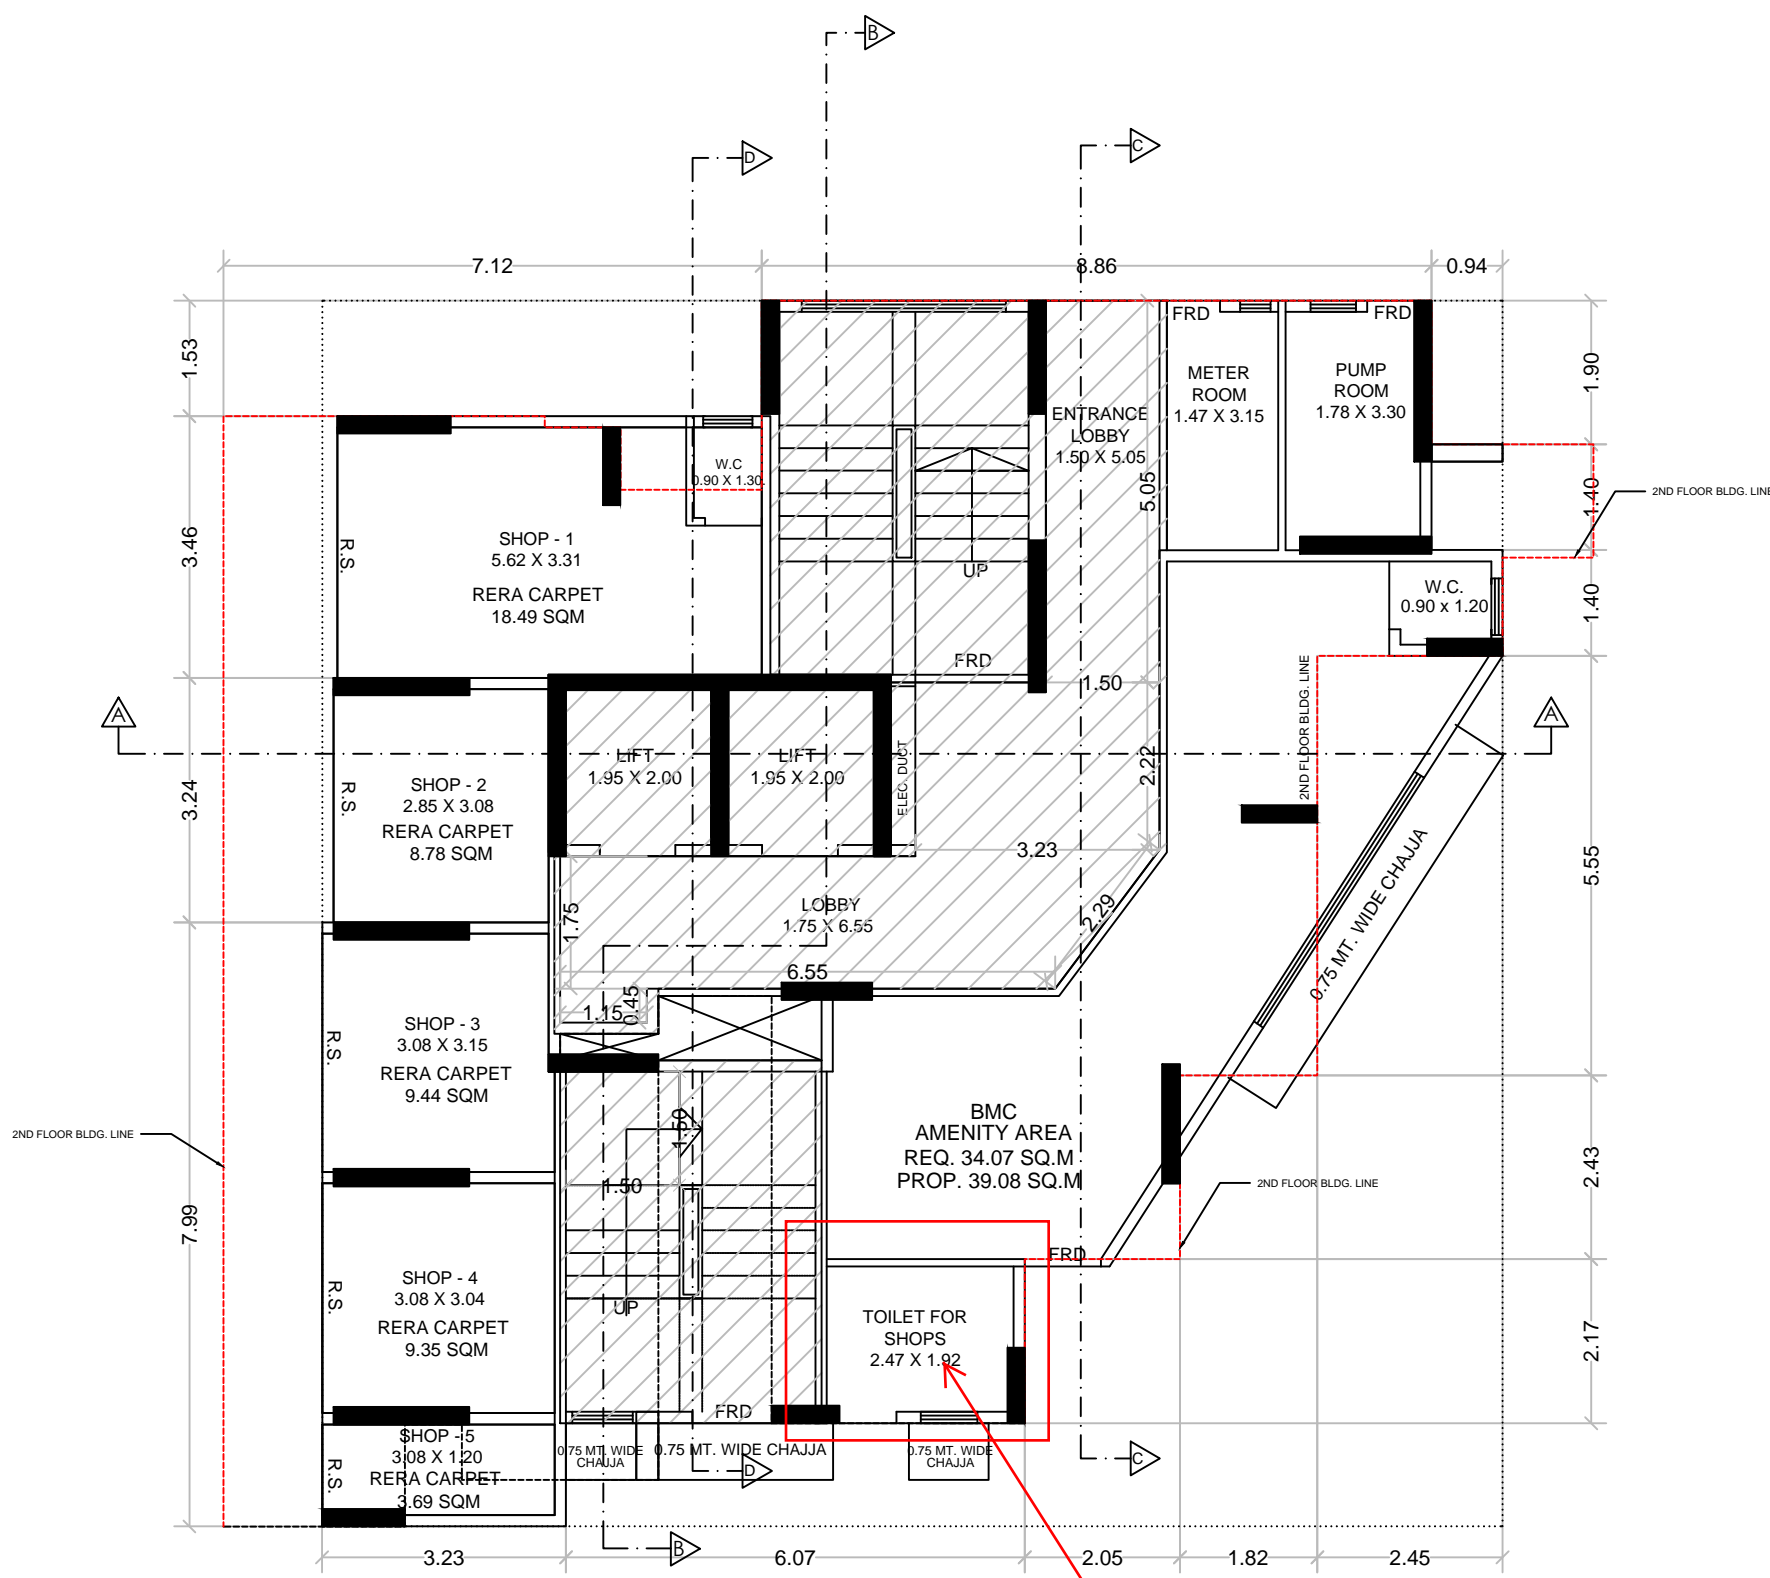 B
D
C
7.12
8.86
0.94
1.53
3.46
3.24
7.99
1.90
1.40
1.40
5.55
2.43
2.17
FRD
FRD
METER
ROOM
1.47 X 3.15
PUMP
ROOM
1.78 X 3.30
ENTRANCE
LOBBY
1.50 X 5.05
5.05
W.C
0.90 X 1.30
2ND FLOOR BLDG. LINE
SHOP - 1
5.62 X 3.31
RERA CARPET
18.49 SQM
R.S.
UP
W.C.
0.90 x 1.20
FRD
1.50
2ND FLOOR BLDG. LINE
A
A
LIFT
1.95 X 2.00
LIFT
1.95 X 2.00
ELEC. DUCT
2.22
SHOP - 2
2.85 X 3.08
RERA CARPET
8.78 SQM
R.S.
3.23
0.75 MT. WIDE CHAJJA
LOBBY
1.75 X 6.55
1.75
2.29
6.55
1.15
0.45
SHOP - 3
3.08 X 3.15
RERA CARPET
9.44 SQM
R.S.
2ND FLOOR BLDG. LINE
1.50
1.50
BMC
AMENITY AREA
REQ. 34.07 SQ.M
PROP. 39.08 SQ.M
2ND FLOOR BLDG. LINE
FRD
SHOP - 4
3.08 X 3.04
RERA CARPET
9.35 SQM
R.S.
UP
TOILET FOR
SHOPS
2.47 X 1.92
FRD
SHOP - 5
3.08 X 1.20
RERA CARPET
3.69 SQM
R.S.
0.75 MT. WIDE
CHAJJA
0.75 MT. WIDE CHAJJA
0.75 MT. WIDE
CHAJJA
D
C
B
3.23
6.07
2.05
1.82
2.45